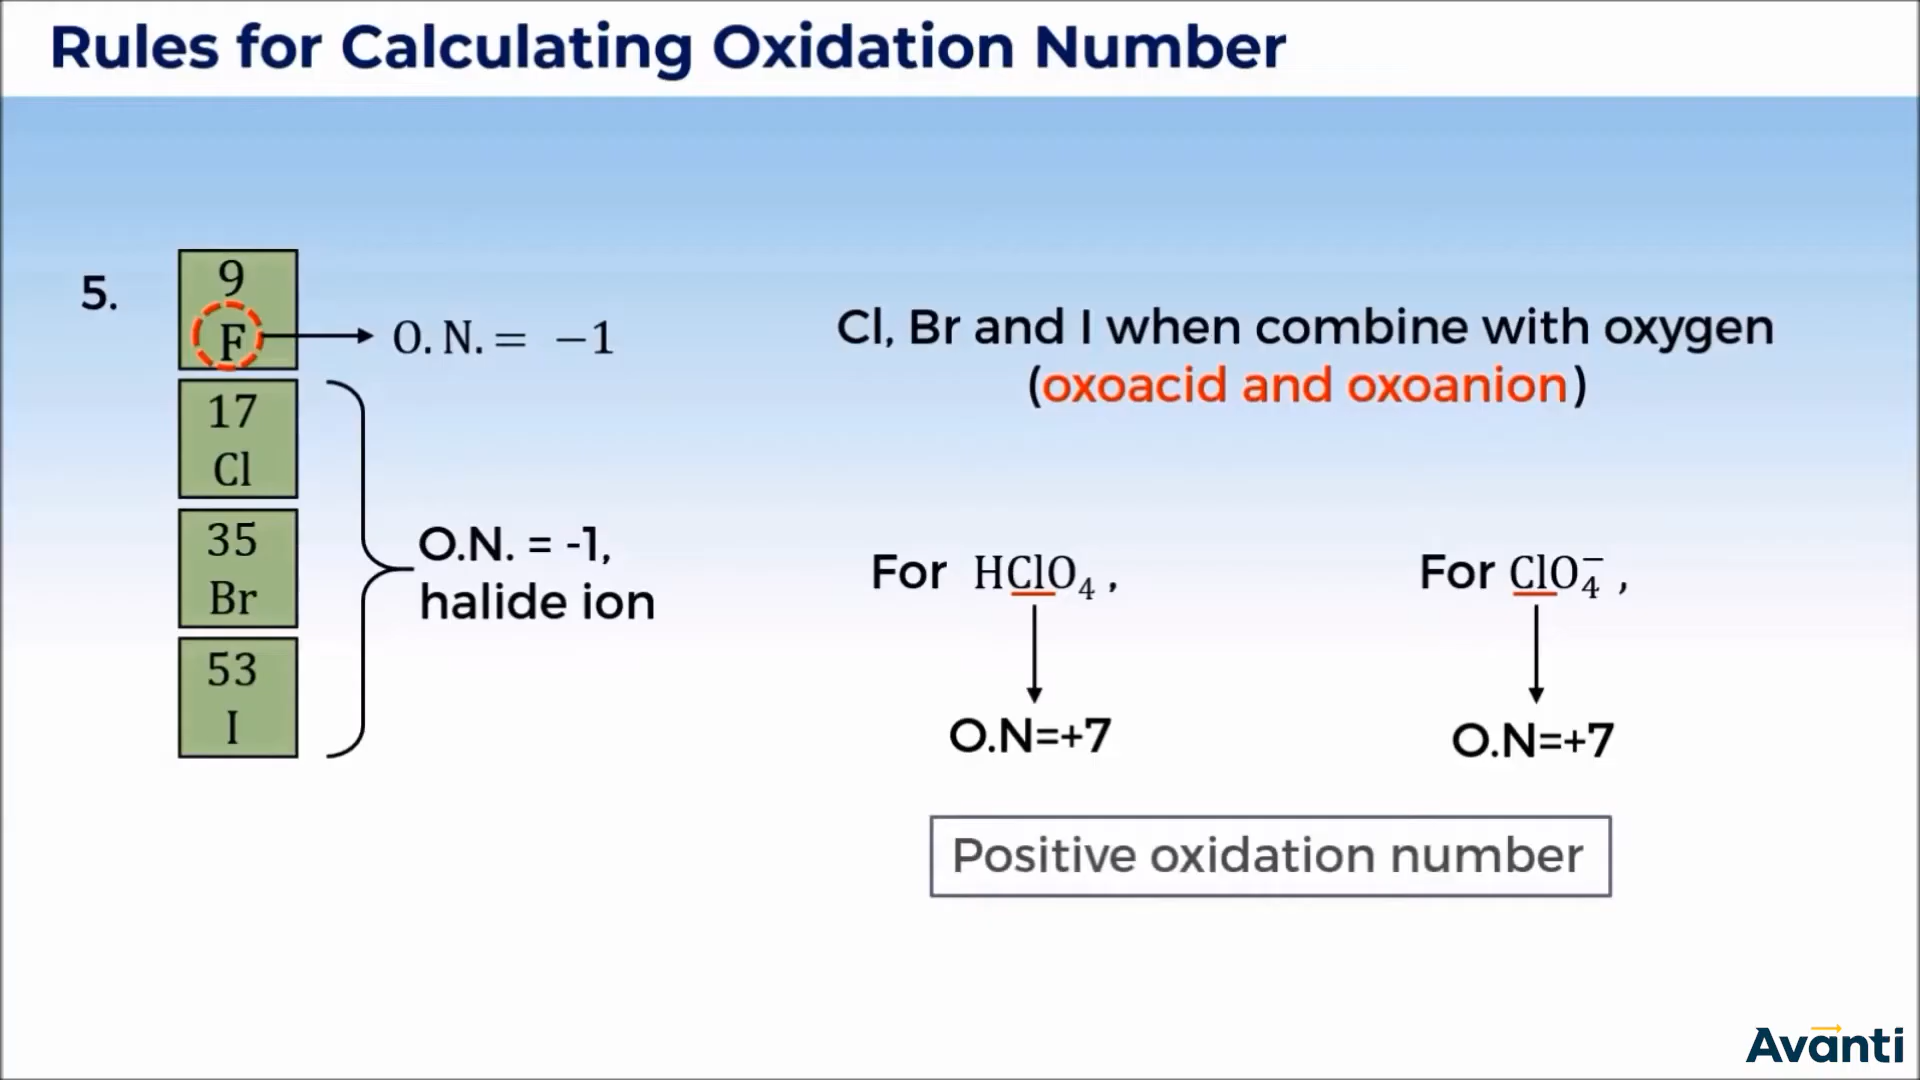 Rules for Calculating Oxidation Number
5.
9
F
O. N. = −1
17
Cl
35
Br
53
I
O.N. = -1,
halide ion
Cl, Br and I when combine with oxygen
(oxoacid and oxoanion)
For HClO₄ ,
O.N=+7
For ClO₄⁻ ,
O.N=+7
Positive oxidation number
Avanti